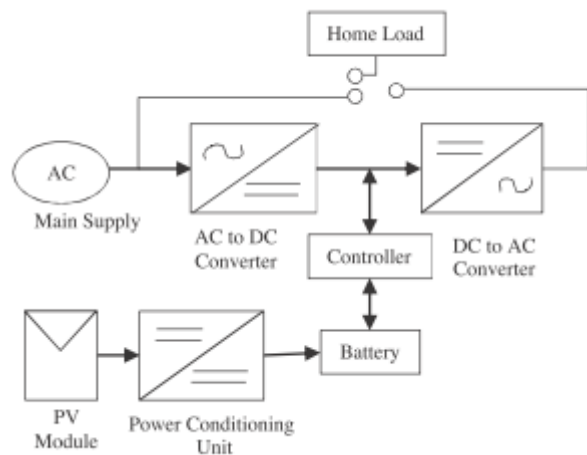 Home Load
AC
Main Supply
AC to DC
Converter
Controller
DC to AC
Converter
Battery
PV
Module
Power Conditioning
Unit